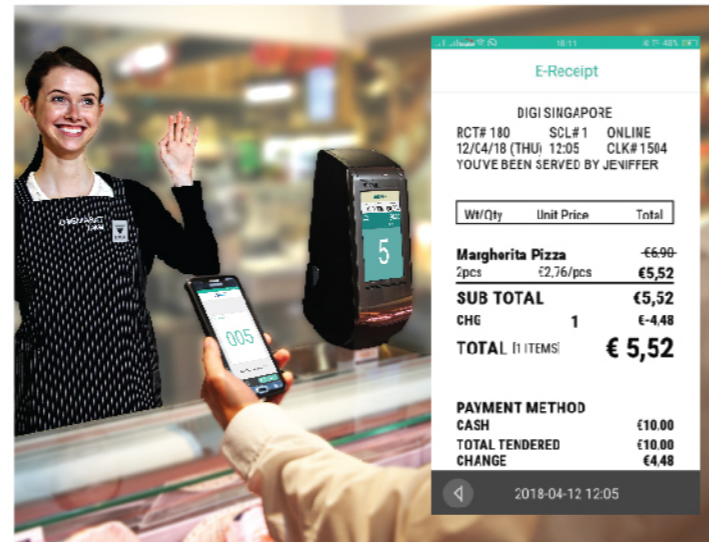 18:11
48%
E-Receipt
DIGI SINGAPORE
RCT# 180 SCL# 1 ONLINE
12/04/18 (THU) 12:05 CLK# 1504
YOU'VE BEEN SERVED BY JENIFFER
Wt/Qty Unit Price Total
Margherita Pizza €6.90
2pcs €2,76/pcs €5,52
SUB TOTAL €5,52
CHG 1 €-4,48
TOTAL [1 ITEMS] € 5,52
PAYMENT METHOD
CASH €10.00
TOTAL TENDERED €10.00
CHANGE €4,48
2018-04-12 12:05
5
005